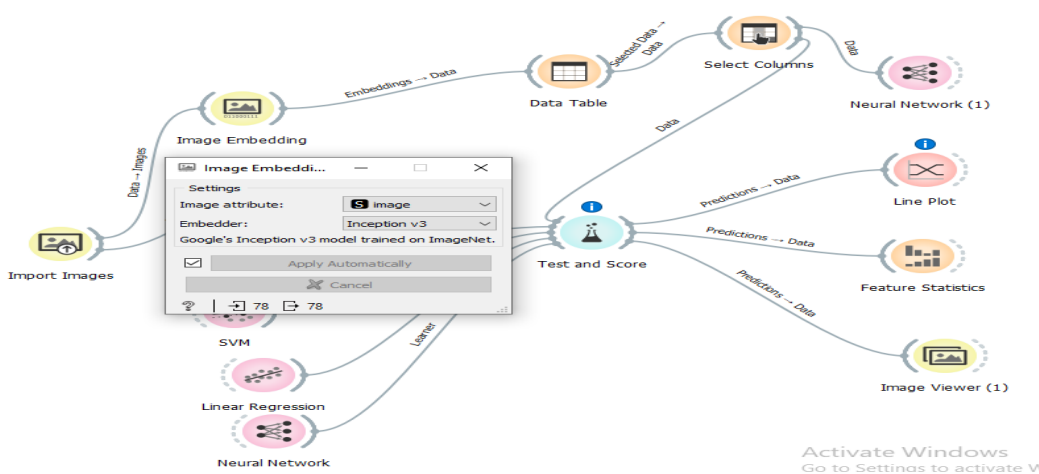 Selected Data → Data
Select Columns
Data
Neural Network (1)
Embeddings → Data
Data Table
Image Embedding
Data → Images
Data
Image Embeddi...
Settings
Image attribute:
S image
Embedder:
Inception v3
Google's Inception v3 model trained on ImageNet.
Apply Automatically
Cancel
? | 78 78
Import Images
Predictions → Data
Line Plot
Test and Score
Predictions → Data
Feature Statistics
Predictions → Data
Image Viewer (1)
SVM
Learner
Linear Regression
Neural Network
Activate Windows
Go to Settings to activate W